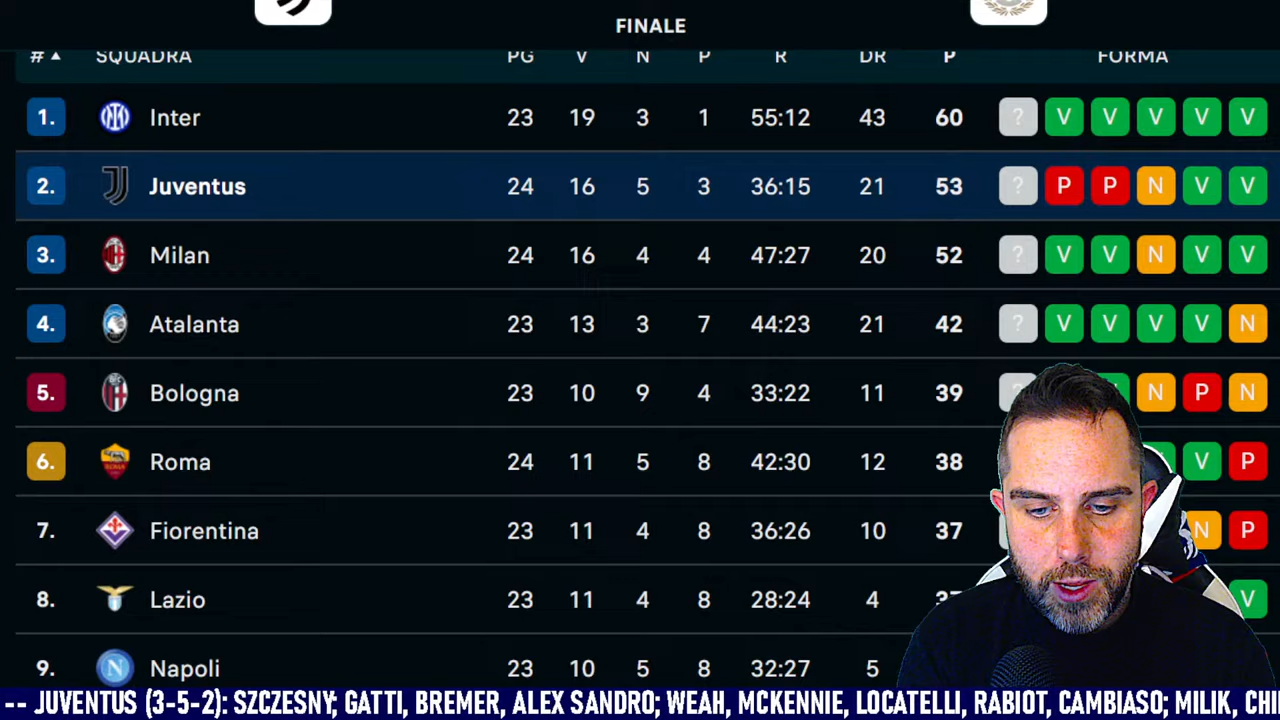 FINALE
# SQUADRA PG V N P R DR P FORMA
1. Inter 23 19 3 1 55:12 43 60 ? V V V V V
2. Juventus 24 16 5 3 36:15 21 53 ? P P N V V
3. Milan 24 16 4 4 47:27 20 52 ? V V N V V
4. Atalanta 23 13 3 7 44:23 21 42 ? V V V V N
5. Bologna 23 10 9 4 33:22 11 39 N P N
6. Roma 24 11 5 8 42:30 12 38 V P
7. Fiorentina 23 11 4 8 36:26 10 37 N P
8. Lazio 23 11 4 8 28:24 4 37 V
9. Napoli 23 10 5 8 32:27 5
-- JUVENTUS (3-5-2): SZCZESNY; GATTI, BREMER, ALEX SANDRO; WEAH, MCKENNIE, LOCATELLI, RABIOT, CAMBIASO; MILIK, CHI